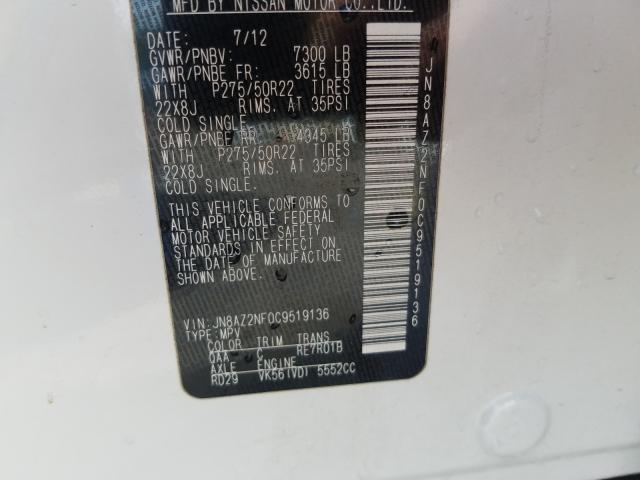 MFD BY NISSAN MOTOR CO.,LTD.
DATE: 7/12
GVWR/PNBV: 7300 LB
GAWR/PNBE FR: 3615 LB
WITH P275/50R22 TIRES
22X8J RIMS. AT 35PSI
COLD SINGLE.
GAWR/PNBE RR: 4345 LB
WITH P275/50R22 TIRES
22X8J RIMS. AT 35PSI
COLD SINGLE.
THIS VEHICLE CONFORMS TO
ALL APPLICABLE FEDERAL
MOTOR VEHICLE SAFETY
STANDARDS IN EFFECT ON
THE DATE OF MANUFACTURE
SHOWN ABOVE.
VIN: JN8AZ2NF0C9519136
TYPE: MPV
COLOR TRIM TRANS
QAA C RE7R01B
AXLE ENGINE
RD29 VK56(VD) 5552CC
JN8AZ2NF0C9519136